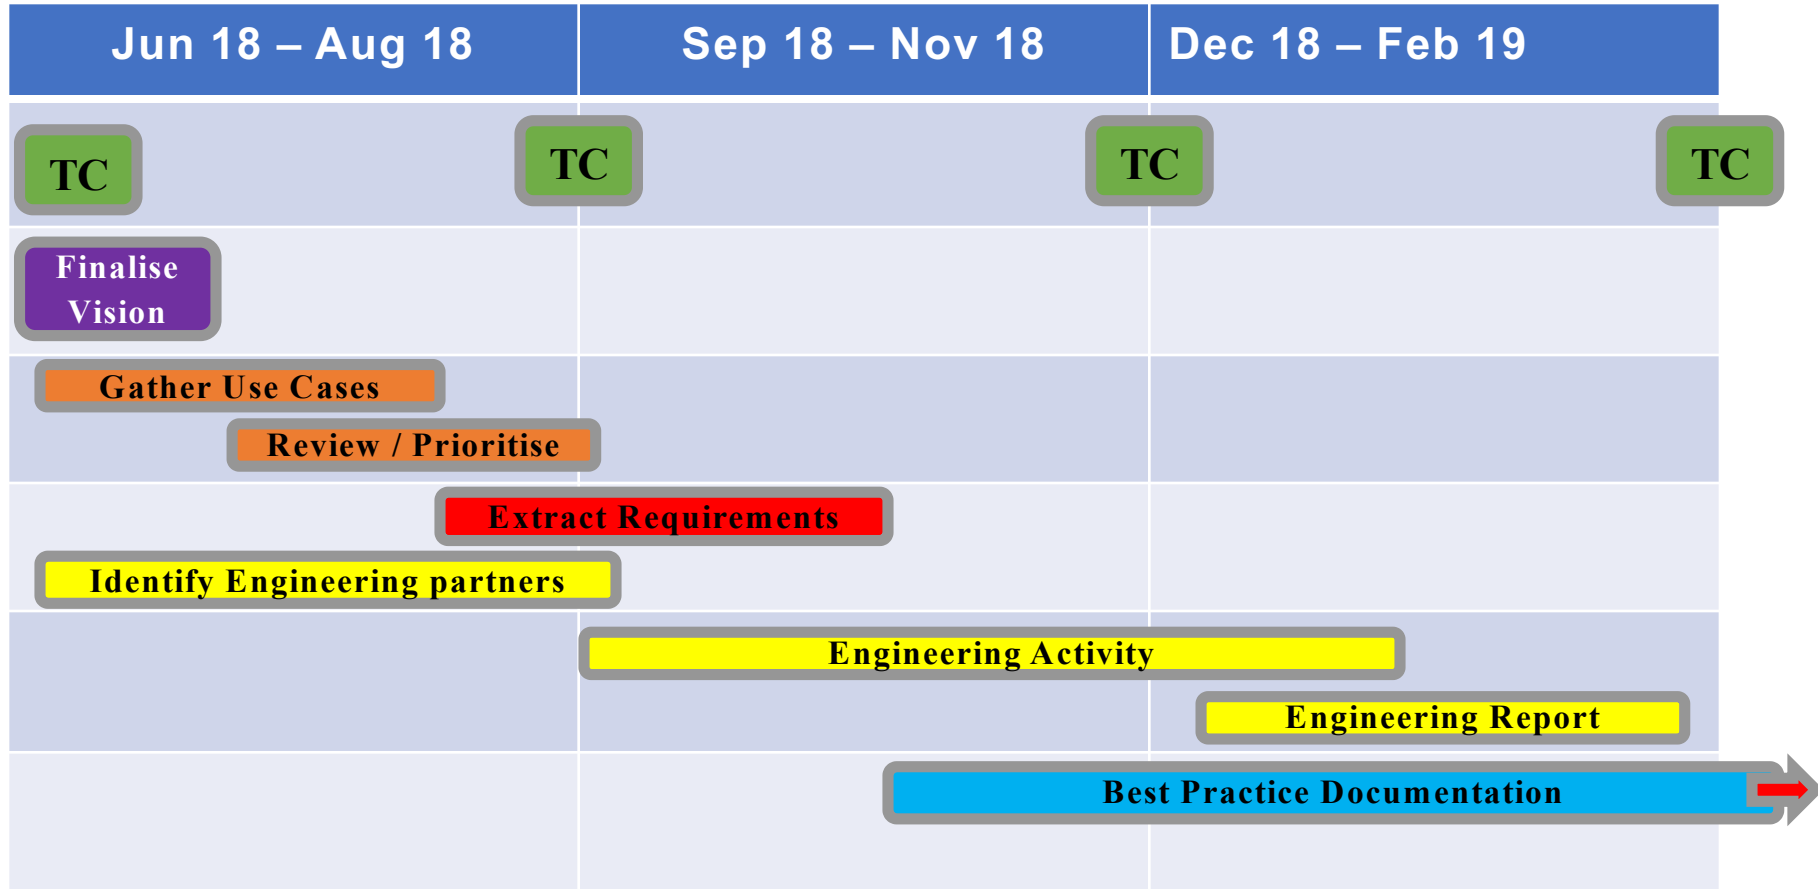 Jun 18 – Aug 18
Sep 18 – Nov 18
Dec 18 – Feb 19
TC
TC
TC
TC
Finalise
Vision
Gather Use Cases
Review / Prioritise
Extract Requirements
Identify Engineering partners
Engineering Activity
Engineering Report
Best Practice Documentation